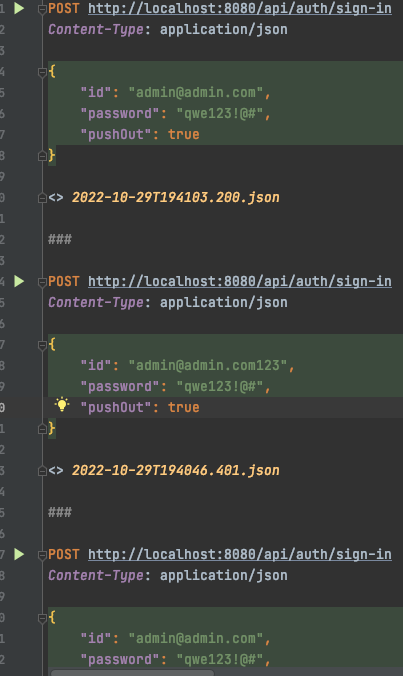 1 POST http://localhost:8080/api/auth/sign-in
2 Content-Type: application/json
3
4 {
5 "id": "admin@admin.com",
6 "password": "qwe123!@#",
7 "pushOut": true
8 }
9
0 <> 2022-10-29T194103.200.json
1
2 ###
3
4 POST http://localhost:8080/api/auth/sign-in
5 Content-Type: application/json
6
7 {
8 "id": "admin@admin.com123",
9 "password": "qwe123!@#",
0 "pushOut": true
1 }
2
3 <> 2022-10-29T194046.401.json
4
5 ###
6
7 POST http://localhost:8080/api/auth/sign-in
8 Content-Type: application/json
9
0 {
1 "id": "admin@admin.com",
2 "password": "qwe123!@#",